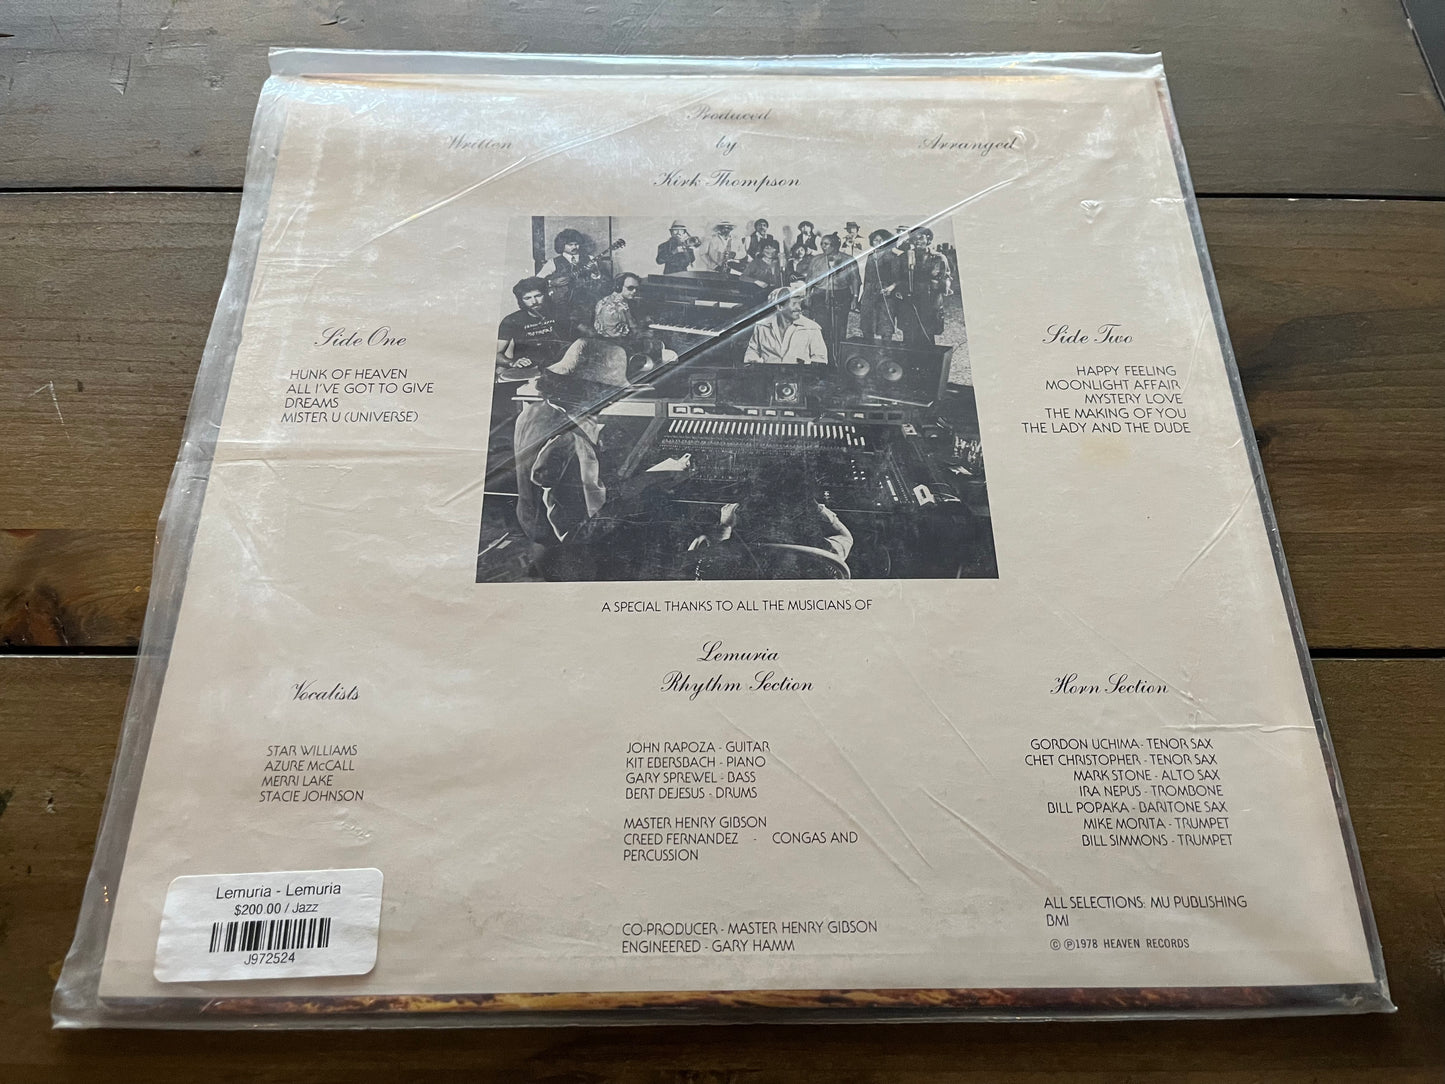 Produced
Written by Arranged
Kirk Thompson
Side One
HUNK OF HEAVEN
ALL I'VE GOT TO GIVE
DREAMS
MISTER U (UNIVERSE)
Side Two
HAPPY FEELING
MOONLIGHT AFFAIR
MYSTERY LOVE
THE MAKING OF YOU
THE LADY AND THE DUDE
A SPECIAL THANKS TO ALL THE MUSICIANS OF
Lemuria
Vocalists
STAR WILLIAMS
AZURE McCALL
MERRI LAKE
STACIE JOHNSON
Rhythm Section
JOHN RAPOZA - GUITAR
KIT EBERSBACH - PIANO
GARY SPREWEL - BASS
BERT DEJESUS - DRUMS
MASTER HENRY GIBSON
CREED FERNANDEZ - CONGAS AND
PERCUSSION
CO-PRODUCER - MASTER HENRY GIBSON
ENGINEERED - GARY HAMM
Horn Section
GORDON UCHIMA - TENOR SAX
CHET CHRISTOPHER - TENOR SAX
MARK STONE - ALTO SAX
IRA NEPUS - TROMBONE
BILL POPAKA - BARITONE SAX
MIKE MORITA - TRUMPET
BILL SIMMONS - TRUMPET
ALL SELECTIONS: MU PUBLISHING
BMI
© ℗1978 HEAVEN RECORDS
Lemuria - Lemuria
$200.00 / Jazz
J972524